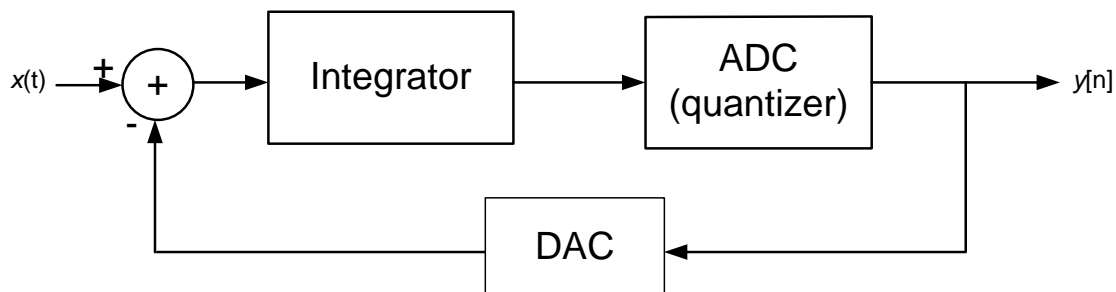 x(t)
+
+
-
Integrator
ADC
(quantizer)
y[n]
DAC